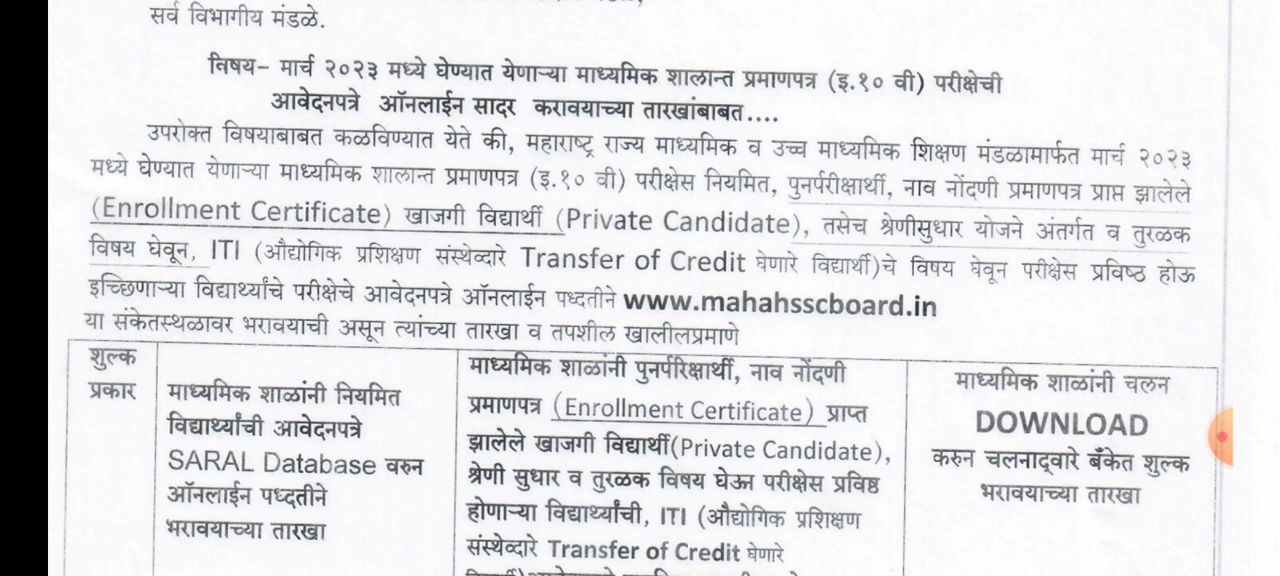 सर्व विभागीय मंडळे.
विषय- मार्च २०२३ मध्ये घेण्यात येणाऱ्या माध्यमिक शालान्त प्रमाणपत्र (इ.१० वी) परीक्षेची
आवेदनपत्रे ऑनलाईन सादर करावयाच्या तारखांबाबत....
उपरोक्त विषयाबाबत कळविण्यात येते की, महाराष्ट्र राज्य माध्यमिक व उच्च माध्यमिक शिक्षण मंडळामार्फत मार्च २०२३
मध्ये घेण्यात येणाऱ्या माध्यमिक शालान्त प्रमाणपत्र (इ.१० वी) परीक्षेस नियमित, पुनर्परीक्षार्थी, नाव नोंदणी प्रमाणपत्र प्राप्त झालेले
(Enrollment Certificate) खाजगी विद्यार्थी (Private Candidate), तसेच श्रेणीसुधार योजने अंतर्गत व तुरळक
विषय घेवून, ITI (औद्योगिक प्रशिक्षण संस्थेव्दारे Transfer of Credit घेणारे विद्यार्थी)चे विषय घेवून परीक्षेस प्रविष्ठ होऊ
इच्छिणाऱ्या विद्यार्थ्यांचे परीक्षेचे आवेदनपत्रे ऑनलाईन पध्दतीने www.mahahsscboard.in
या संकेतस्थळावर भरावयाची असून त्यांच्या तारखा व तपशील खालीलप्रमाणे
शुल्क
प्रकार
माध्यमिक शाळांनी नियमित
विद्यार्थ्यांची आवेदनपत्रे
SARAL Database वरुन
ऑनलाईन पध्दतीने
भरावयाच्या तारखा
माध्यमिक शाळांनी पुनर्परिक्षार्थी, नाव नोंदणी
प्रमाणपत्र (Enrollment Certificate) प्राप्त
झालेले खाजगी विद्यार्थी(Private Candidate),
श्रेणी सुधार व तुरळक विषय घेऊन परीक्षेस प्रविष्ठ
होणाऱ्या विद्यार्थ्यांची, ITI (औद्योगिक प्रशिक्षण
संस्थेव्दारे Transfer of Credit घेणारे
माध्यमिक शाळांनी चलन
DOWNLOAD
करुन चलनाद्वारे बँकेत शुल्क
भरावयाच्या तारखा